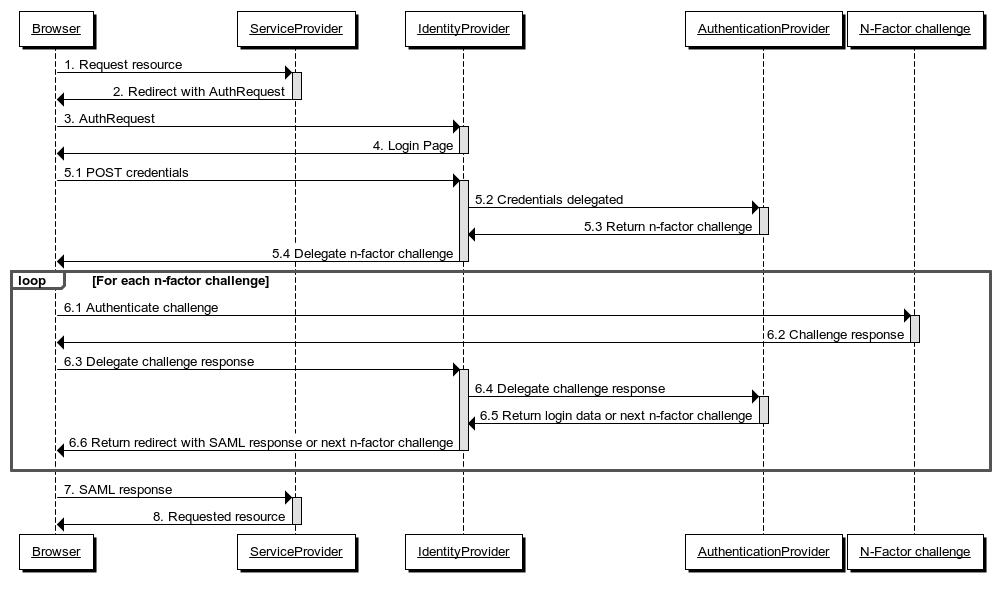 Browser ServiceProvider IdentityProvider AuthenticationProvider N-Factor challenge
1. Request resource
2. Redirect with AuthRequest
3. AuthRequest
4. Login Page
5.1 POST credentials
5.2 Credentials delegated
5.3 Return n-factor challenge
5.4 Delegate n-factor challenge
loop [For each n-factor challenge]
6.1 Authenticate challenge
6.2 Challenge response
6.3 Delegate challenge response
6.4 Delegate challenge response
6.5 Return login data or next n-factor challenge
6.6 Return redirect with SAML response or next n-factor challenge
7. SAML response
8. Requested resource
Browser ServiceProvider IdentityProvider AuthenticationProvider N-Factor challenge